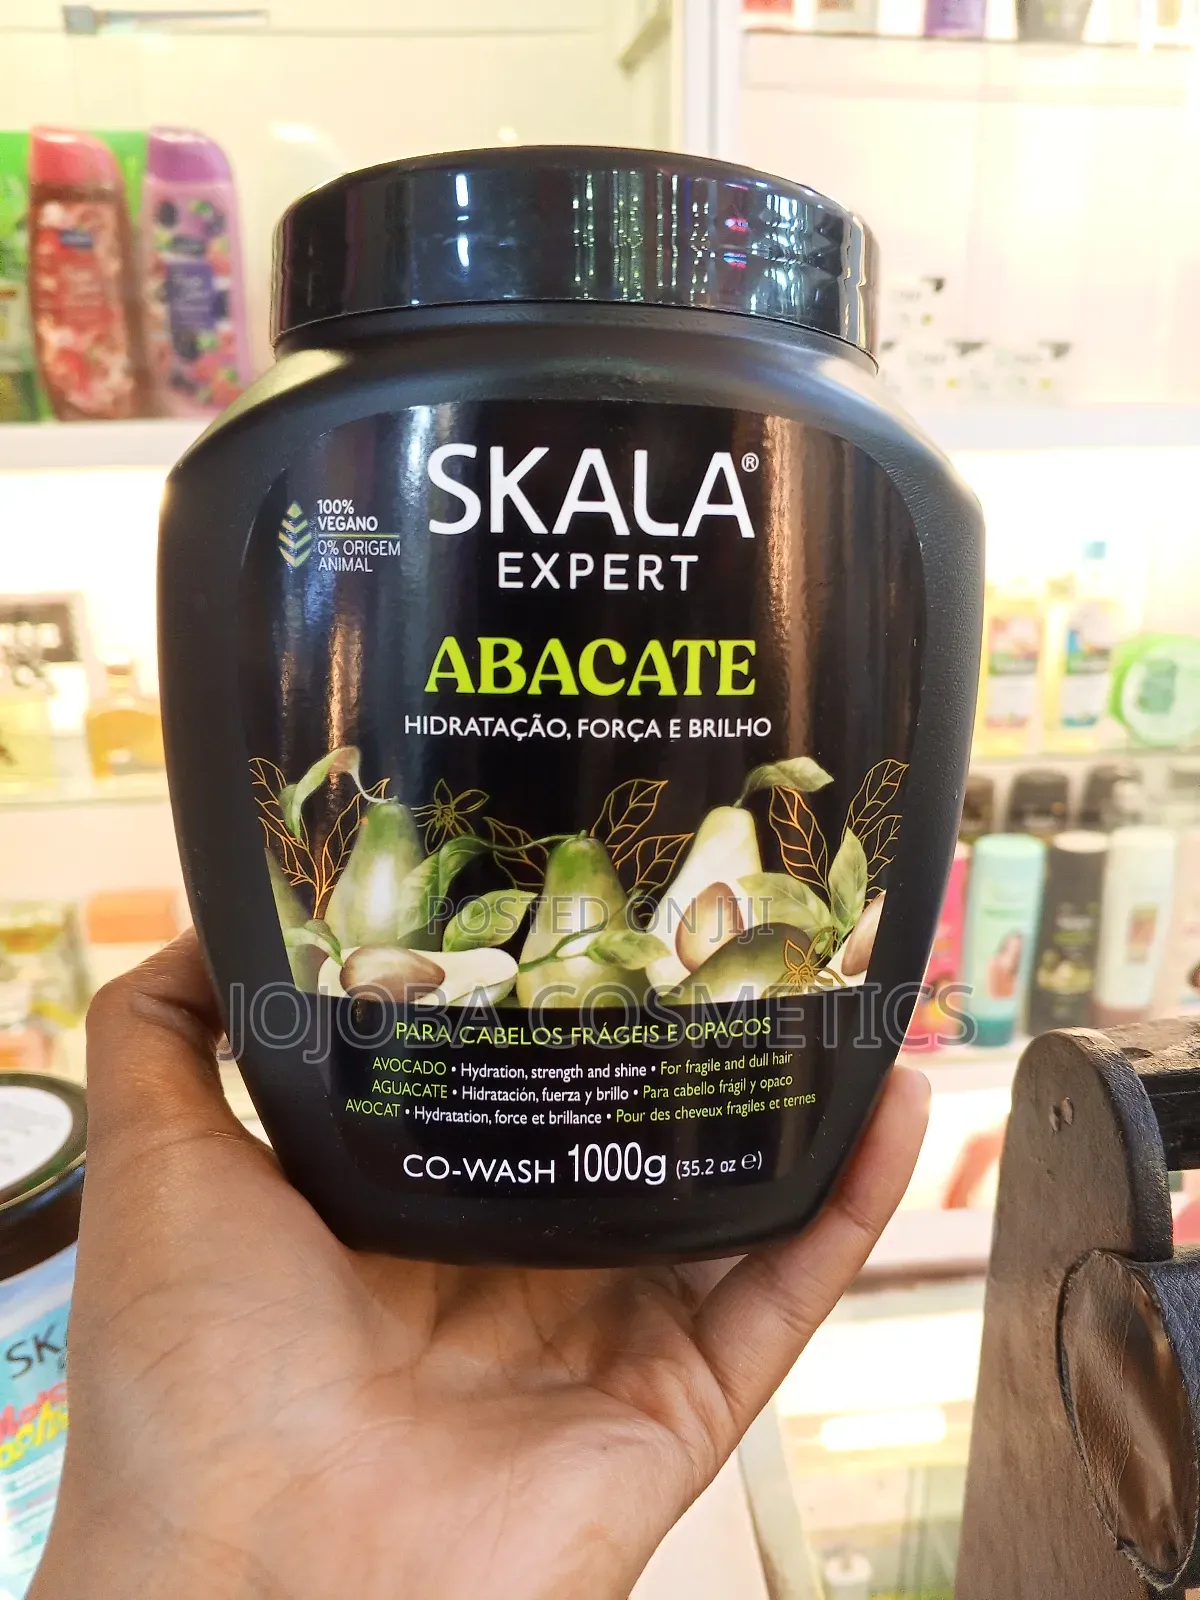 SKALA®
EXPERT
100%
VEGANO
0% ORIGEM
ANIMAL
ABACATE
HIDRATAÇÃO, FORÇA E BRILHO
POSTED ON JIJI
JOJOBA COSMETICS
PARA CABELOS FRÁGEIS E OPACOS
AVOCADO • Hydration, strength and shine • For fragile and dull hair
AGUACATE • Hidratación, fuerza y brillo • Para cabello frágil y opaco
AVOCAT • Hydratation, force et brillance • Pour des cheveux fragiles et ternes
CO-WASH 1000g (35.2 oz ℮)
SK